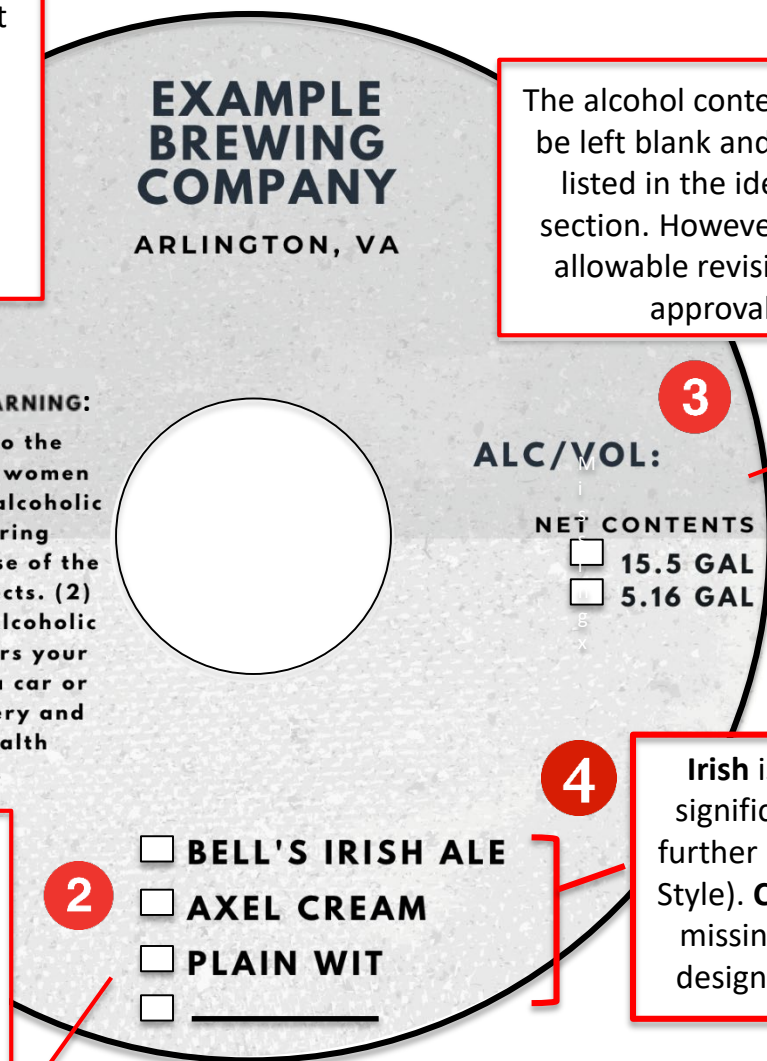 t
EXAMPLE
BREWING
COMPANY
ARLINGTON, VA
The alcohol conte
be left blank and
listed in the ide
section. Howeve
allowable revisi
approval
3
ALC/VOL:
NET CONTENTS
15.5 GAL
5.16 GAL
ARNING:
o the
women
alcoholic
ring
se of the
cts. (2)
lcoholic
rs your
a car or
ery and
alth
4
Irish i
signific
further
Style). C
missin
design
2
BELL'S IRISH ALE
AXEL CREAM
PLAIN WIT